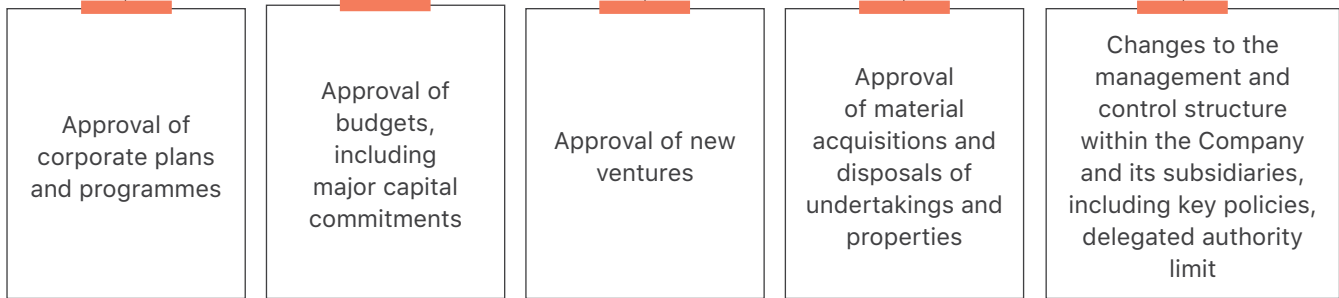 Approval of
corporate plans
and programmes
Approval of
budgets,
including
major capital
commitments
Approval of new
ventures
Approval
of material
acquisitions and
disposals of
undertakings and
properties
Changes to the
management and
control structure
within the Company
and its subsidiaries,
including key policies,
delegated authority
limit